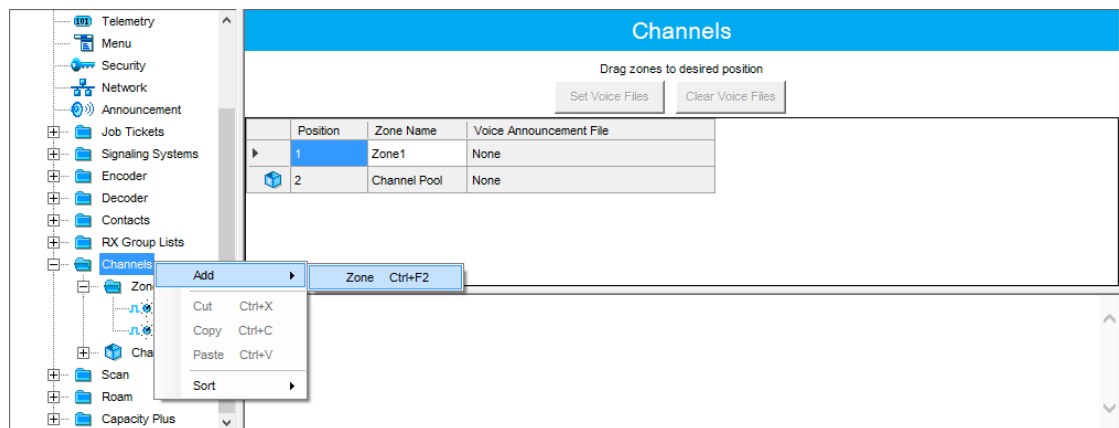 Telemetry
Menu
Security
Network
Announcement
Job Tickets
Signaling Systems
Encoder
Decoder
Contacts
RX Group Lists
Channels
Zon
Cha
Scan
Roam
Capacity Plus
Add
Cut Ctrl+X
Copy Ctrl+C
Paste Ctrl+V
Sort
Zone Ctrl+F2
Channels
Drag zones to desired position
Set Voice Files Clear Voice Files
Position Zone Name Voice Announcement File
1 Zone1 None
2 Channel Pool None